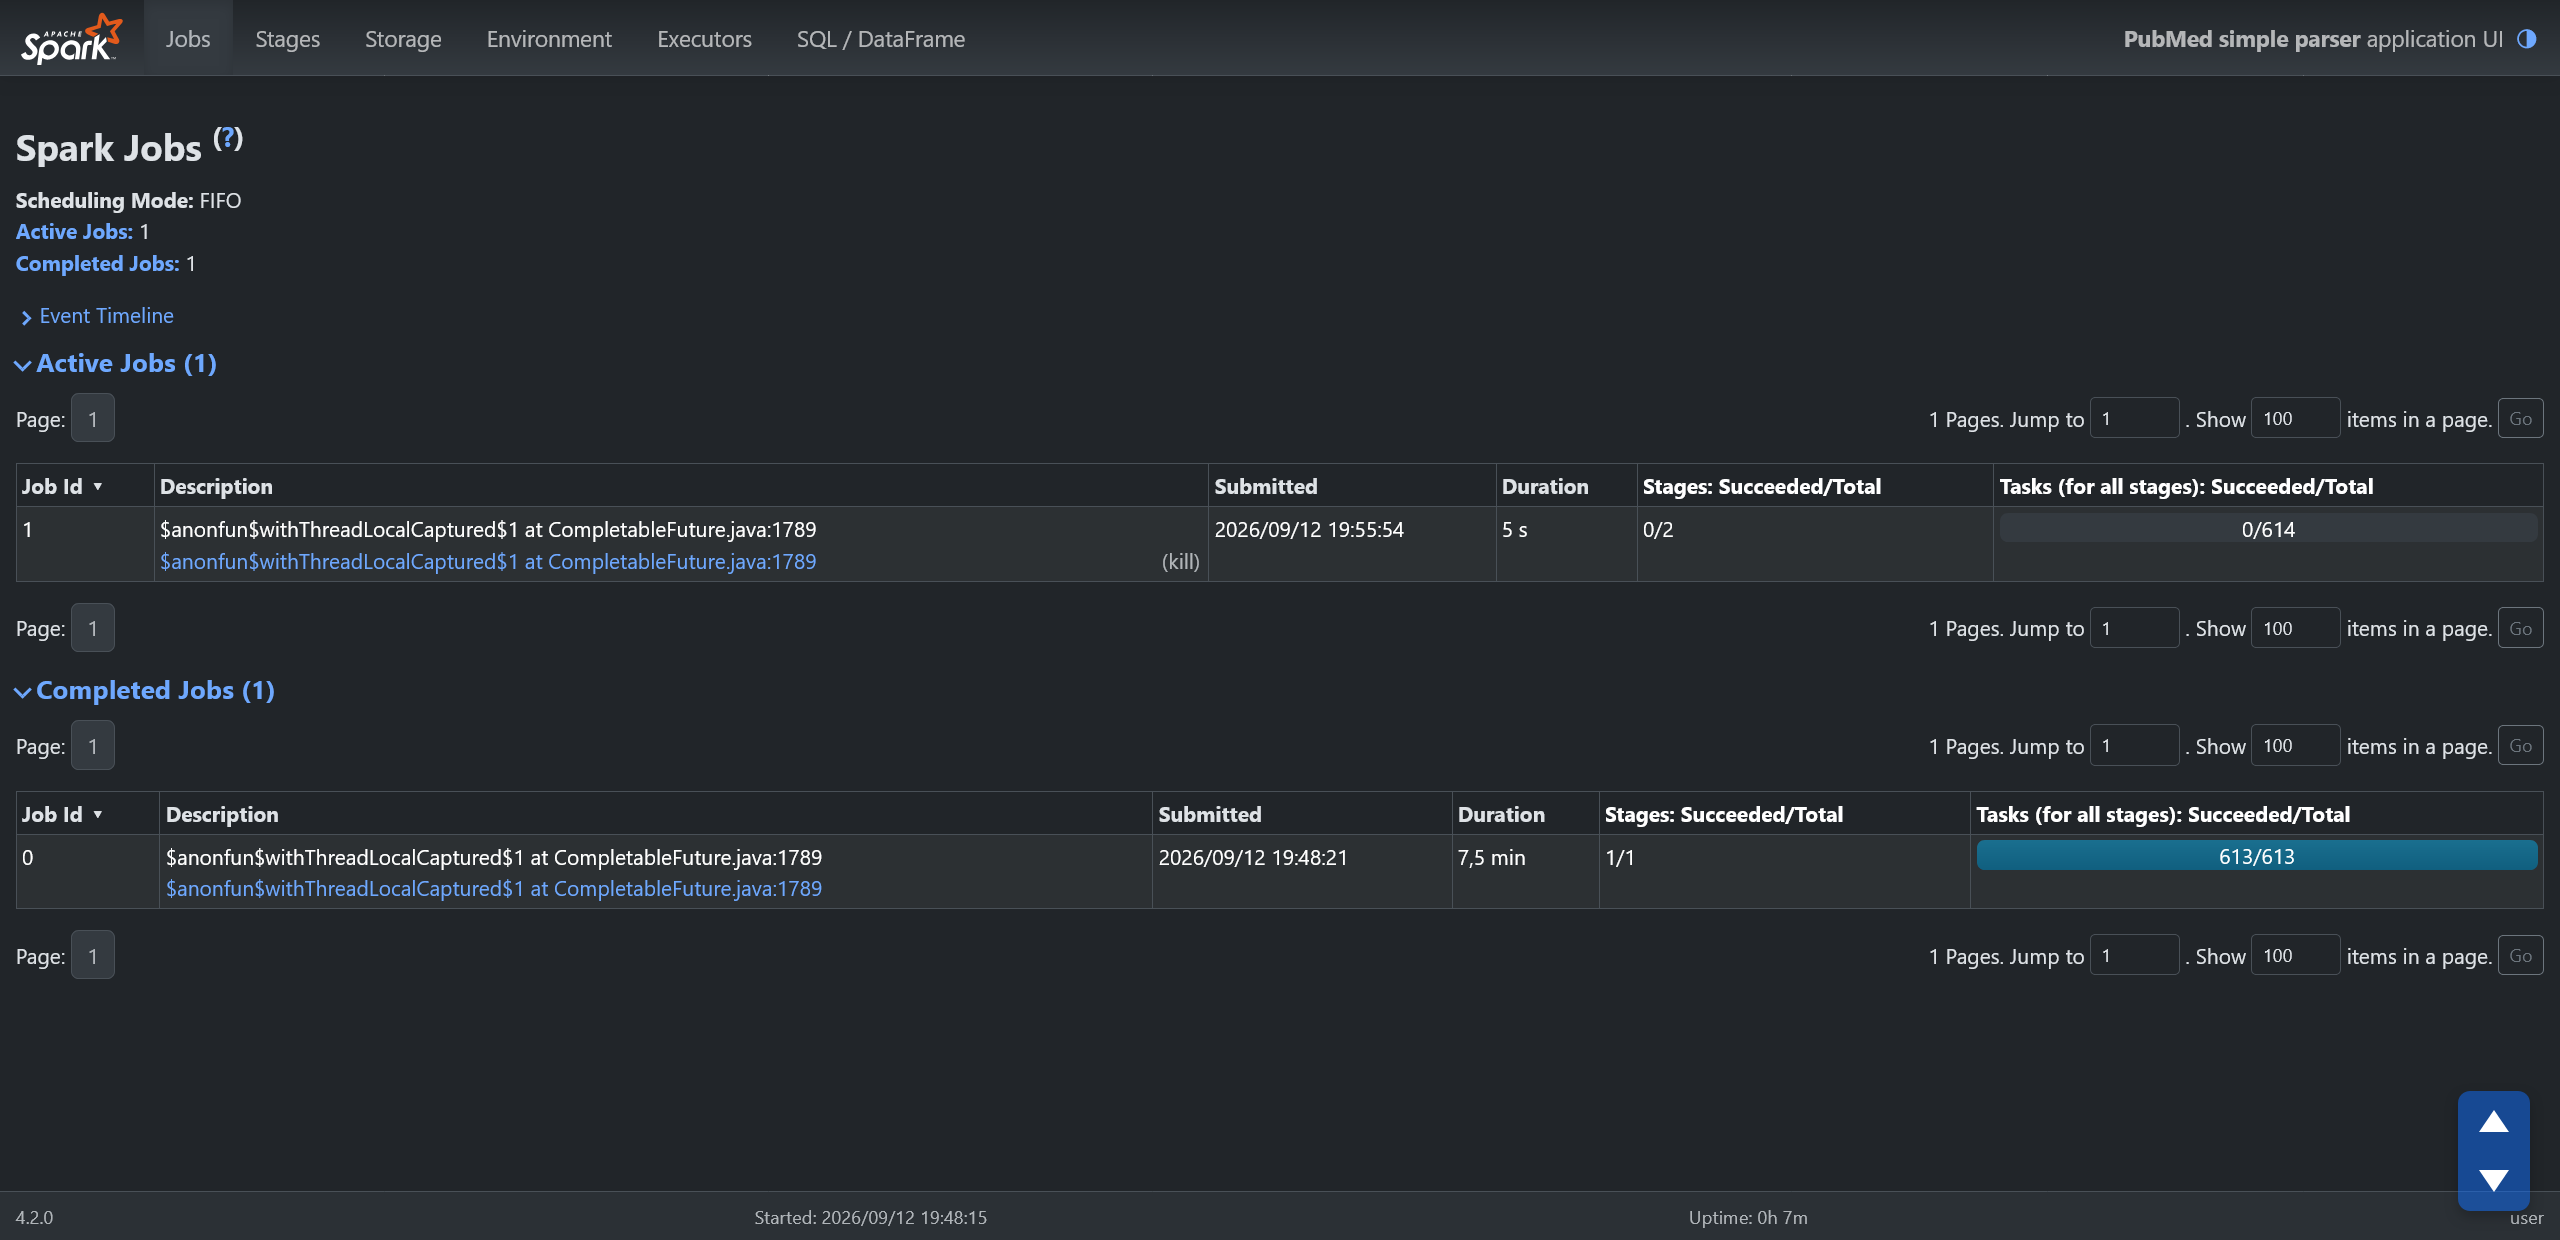 APACHE Spark Jobs Stages Storage Environment Executors SQL / DataFrame PubMed simple parser application UI
Spark Jobs (?)
Scheduling Mode: FIFO
Active Jobs: 1
Completed Jobs: 1
Event Timeline
Active Jobs (1)
Page: 1 1 Pages. Jump to 1 . Show 100 items in a page. Go
Job Id ▼ Description Submitted Duration Stages: Succeeded/Total Tasks (for all stages): Succeeded/Total
1 $anonfun$withThreadLocalCaptured$1 at CompletableFuture.java:1789 2026/09/12 19:55:54 5 s 0/2 0/614
$anonfun$withThreadLocalCaptured$1 at CompletableFuture.java:1789 (kill)
Page: 1 1 Pages. Jump to 1 . Show 100 items in a page. Go
Completed Jobs (1)
Page: 1 1 Pages. Jump to 1 . Show 100 items in a page. Go
Job Id ▼ Description Submitted Duration Stages: Succeeded/Total Tasks (for all stages): Succeeded/Total
0 $anonfun$withThreadLocalCaptured$1 at CompletableFuture.java:1789 2026/09/12 19:48:21 7,5 min 1/1 613/613
$anonfun$withThreadLocalCaptured$1 at CompletableFuture.java:1789
Page: 1 1 Pages. Jump to 1 . Show 100 items in a page. Go
4.2.0 Started: 2026/09/12 19:48:15 Uptime: 0h 7m user